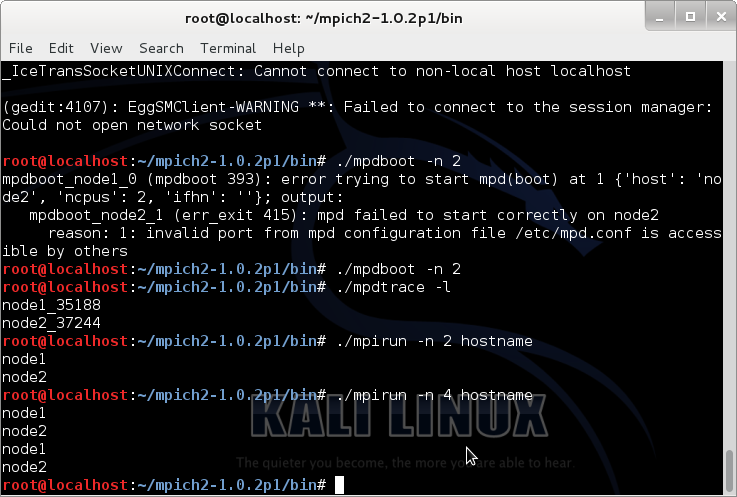 root@localhost: ~/mpich2-1.0.2p1/bin
File Edit View Search Terminal Help
_IceTransSocketUNIXConnect: Cannot connect to non-local host localhost
(gedit:4107): EggSMClient-WARNING **: Failed to connect to the session manager:
Could not open network socket
root@localhost:~/mpich2-1.0.2p1/bin# ./mpdboot -n 2
mpdboot_node1_0 (mpdboot 393): error trying to start mpd(boot) at 1 {'host': 'no
de2', 'ncpus': 2, 'ifhn': ''}; output:
mpdboot_node2_1 (err_exit 415): mpd failed to start correctly on node2
reason: 1: invalid port from mpd configuration file /etc/mpd.conf is access
ible by others
root@localhost:~/mpich2-1.0.2p1/bin# ./mpdboot -n 2
root@localhost:~/mpich2-1.0.2p1/bin# ./mpdtrace -l
node1_35188
node2_37244
root@localhost:~/mpich2-1.0.2p1/bin# ./mpirun -n 2 hostname
node1
node2
root@localhost:~/mpich2-1.0.2p1/bin# ./mpirun -n 4 hostname
node1
node2
node1
node2
root@localhost:~/mpich2-1.0.2p1/bin#
KALI LINUX
The quieter you become, the more you are able to hear.